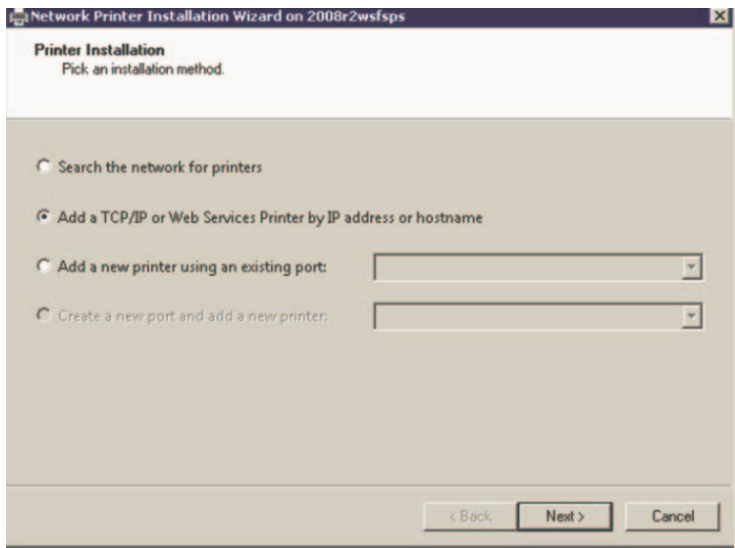 Network Printer Installation Wizard on 2008r2wsfsps
Printer Installation
Pick an installation method.
Search the network for printers
Add a TCP/IP or Web Services Printer by IP address or hostname
Add a new printer using an existing port:
Create a new port and add a new printer:
< Back
Next >
Cancel